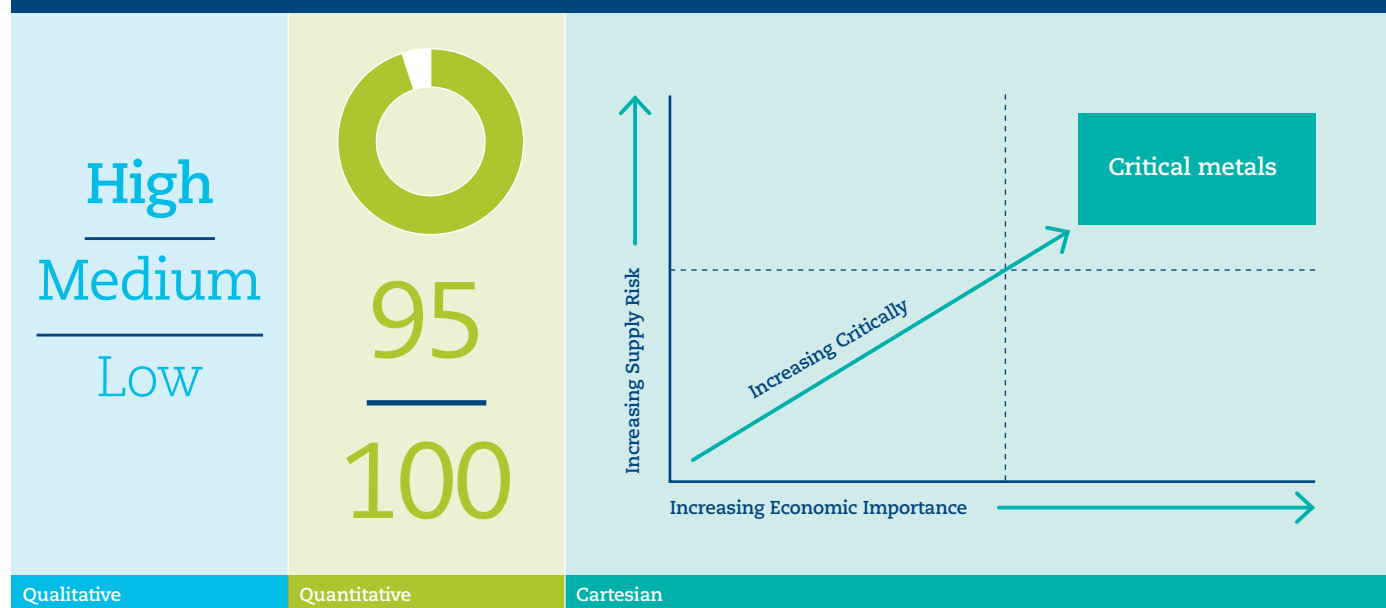 High
Medium
Low
95
100
Increasing Supply Risk
Increasing Critically
Critical metals
Increasing Economic Importance
Qualitative
Quantitative
Cartesian